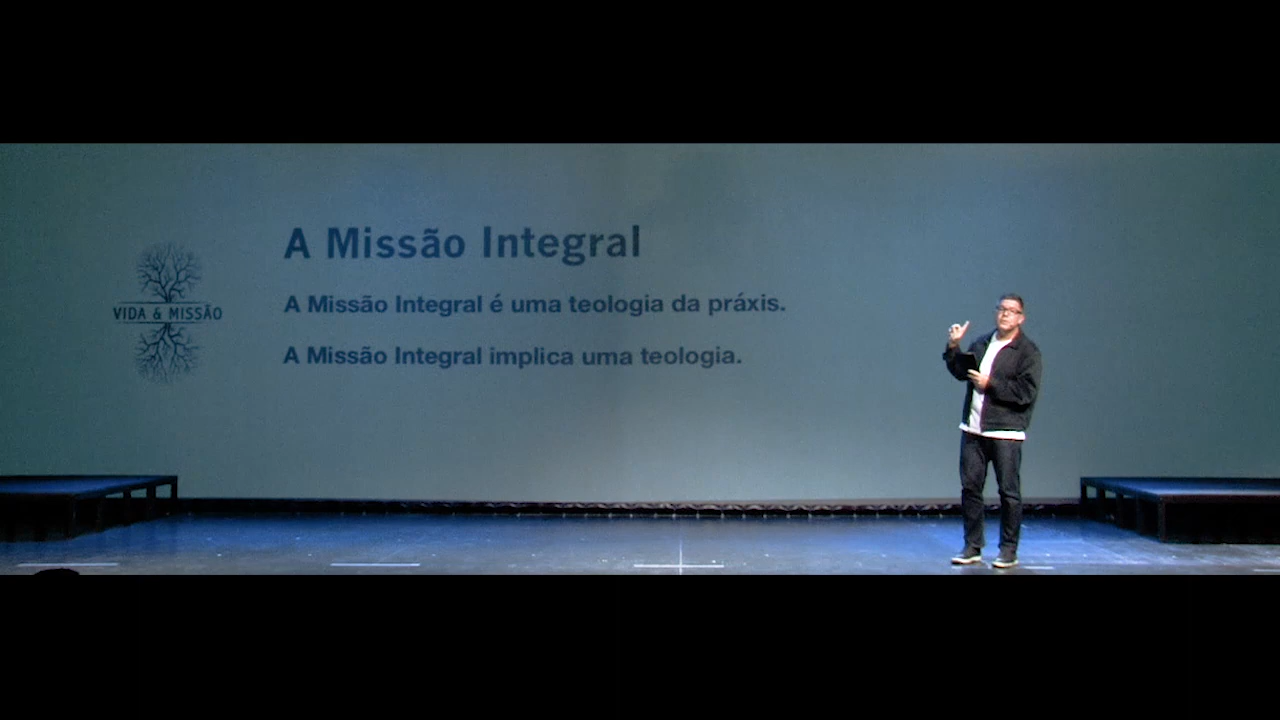 A Missão Integral
VIDA & MISSÃO
A Missão Integral é uma teologia da práxis.
A Missão Integral implica uma teologia.